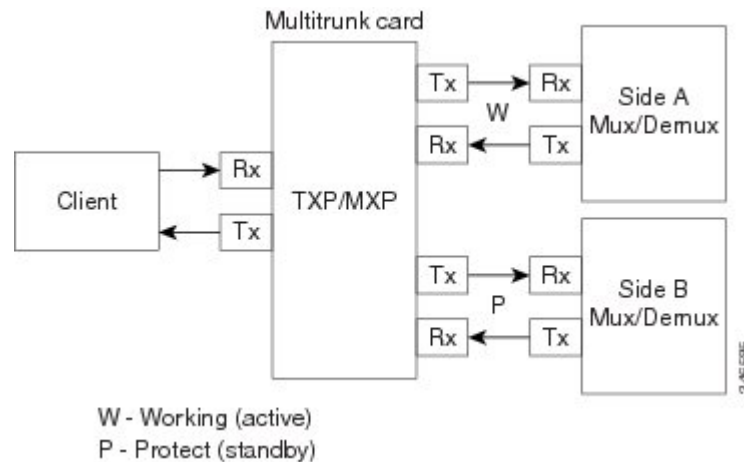 Multitrunk card
Tx
Rx
W
Rx
Tx
Side A
Mux/Demux
Client
Rx
Tx
TXP/MXP
Tx
Rx
P
Rx
Tx
Side B
Mux/Demux
W - Working (active)
P - Protect (standby)